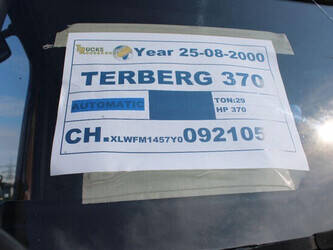 TRUCKS Year 25-08-2000
TERBERG 370
AUTOMATIC
TON:29
HP 370
CH.XLWFM1457Y0092105